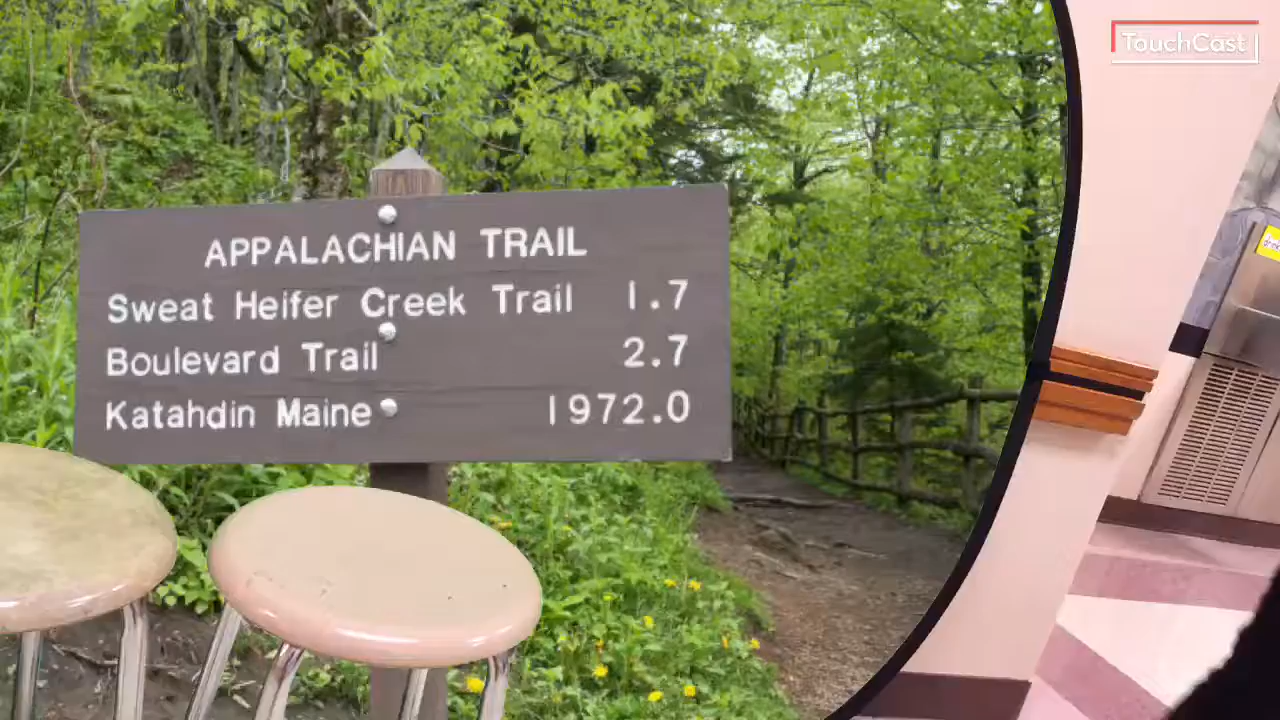 TouchCast
APPALACHIAN TRAIL
Sweat Heifer Creek Trail 1.7
Boulevard Trail 2.7
Katahdin Maine 1972.0